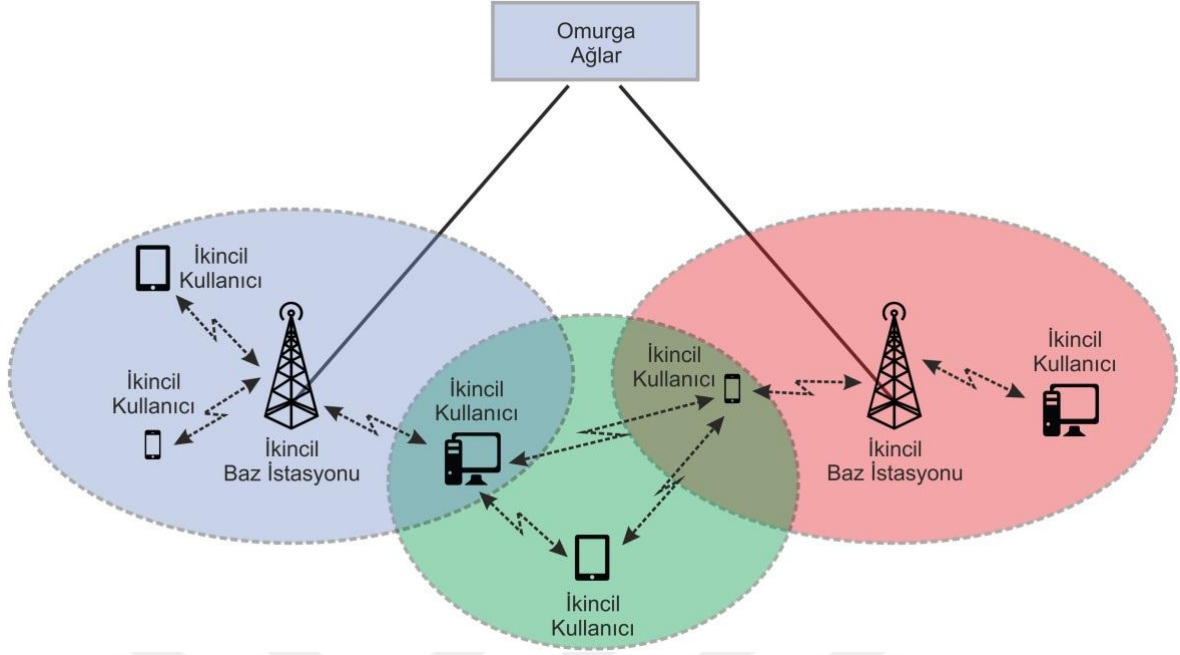 Omurga
Ağlar
İkincil
Kullanıcı
İkincil
Kullanıcı
İkincil
Baz İstasyonu
İkincil
Kullanıcı
İkincil
Kullanıcı
İkincil
Kullanıcı
İkincil
Baz İstasyonu
İkincil
Kullanıcı